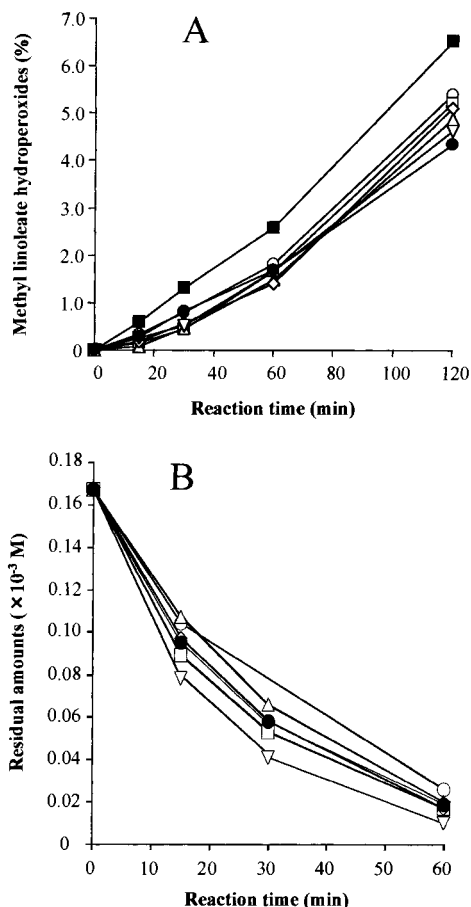 A
Methyl linoleate hydroperoxides (%)
7.0
6.0
5.0
4.0
3.0
2.0
1.0
0
0 20 40 60 80 100 120
Reaction time (min)
B
Residual amounts ( ×10⁻³ M)
0.18
0.16
0.14
0.12
0.10
0.08
0.06
0.04
0.02
0
0 10 20 30 40 50 60
Reaction time (min)